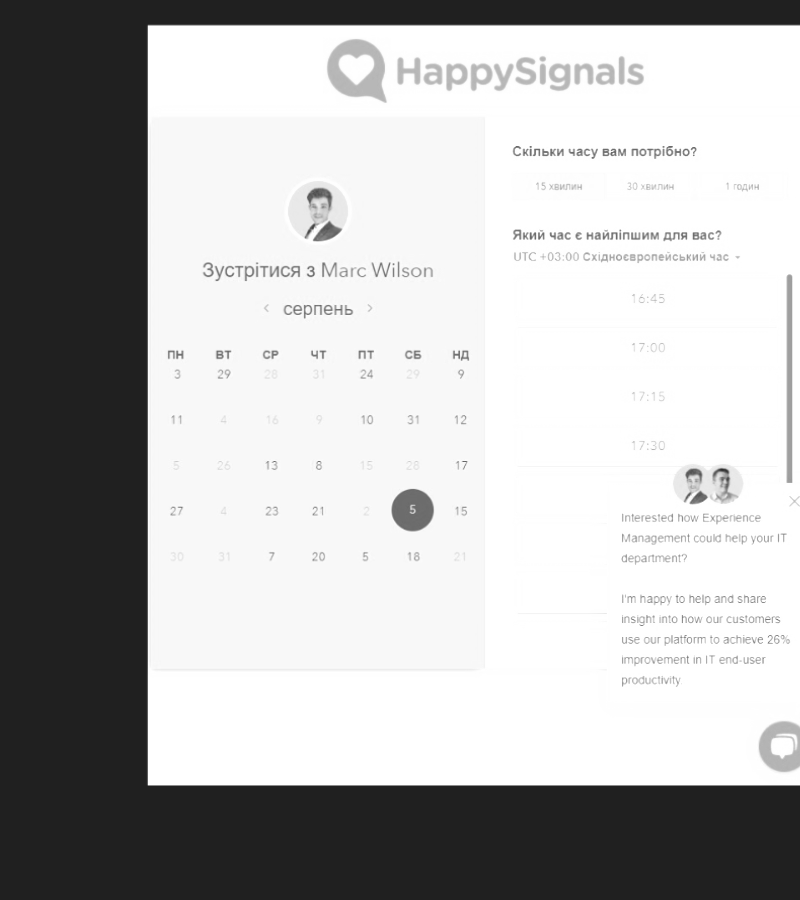 HappySignals
Зустрітися з Marc Wilson
серпень
ПН ВТ СР ЧТ ПТ СБ НД
3 29 28 31 24 29 9
11 4 16 9 10 31 12
5 26 13 8 15 28 17
27 4 23 21 2 5 15
30 31 7 20 5 18 21
Скільки часу вам потрібно?
15 хвилин 30 хвилин 1 годин
Який час є найліпшим для вас?
UTC +03:00 Східноєвропейський час
16:45
17:00
17:15
17:30
Interested how Experience
Management could help your IT
department?
I'm happy to help and share
insight into how our customers
use our platform to achieve 26%
improvement in IT end-user
productivity.